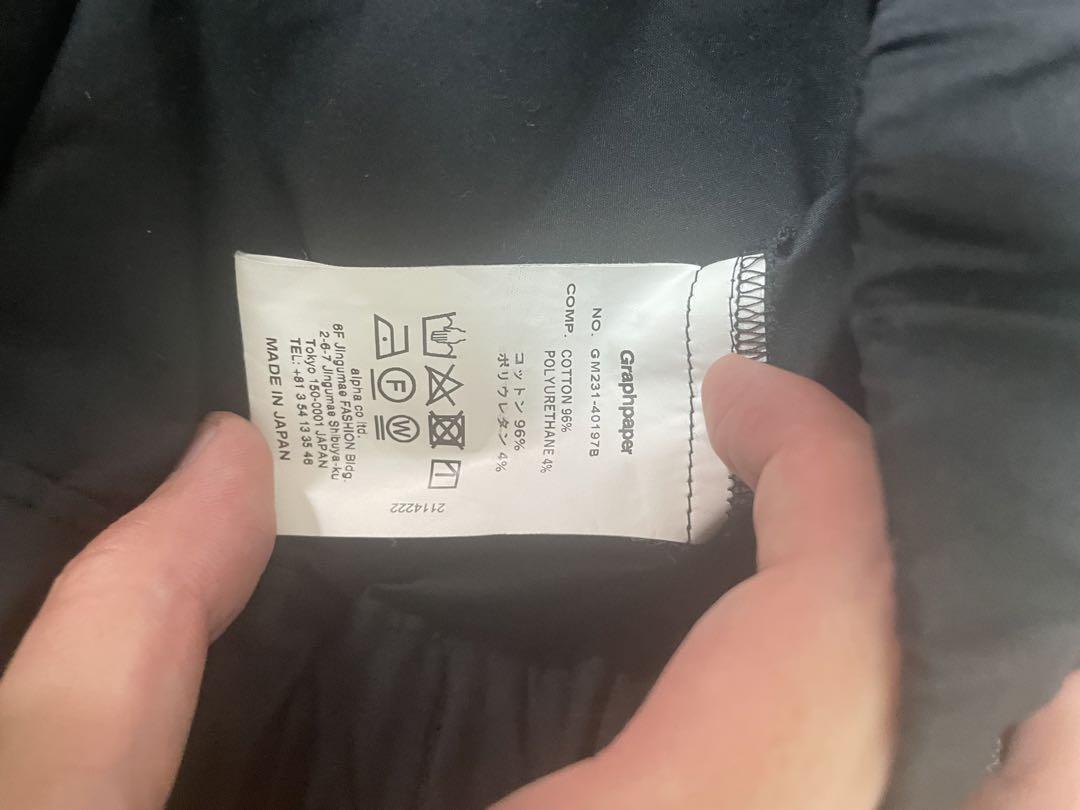 Graphpaper
NO. GM231-40197B
COMP. COTTON 96%
POLYURETHANE 4%
コットン 96%
ポリウレタン 4%
F W
2114222
alpha co ltd.
6F Jingumae FASHION Bldg.
2-6-7 Jingumae Shibuya-ku
Tokyo 150-0001 JAPAN
TEL: +81 3 54 13 35 46
MADE IN JAPAN